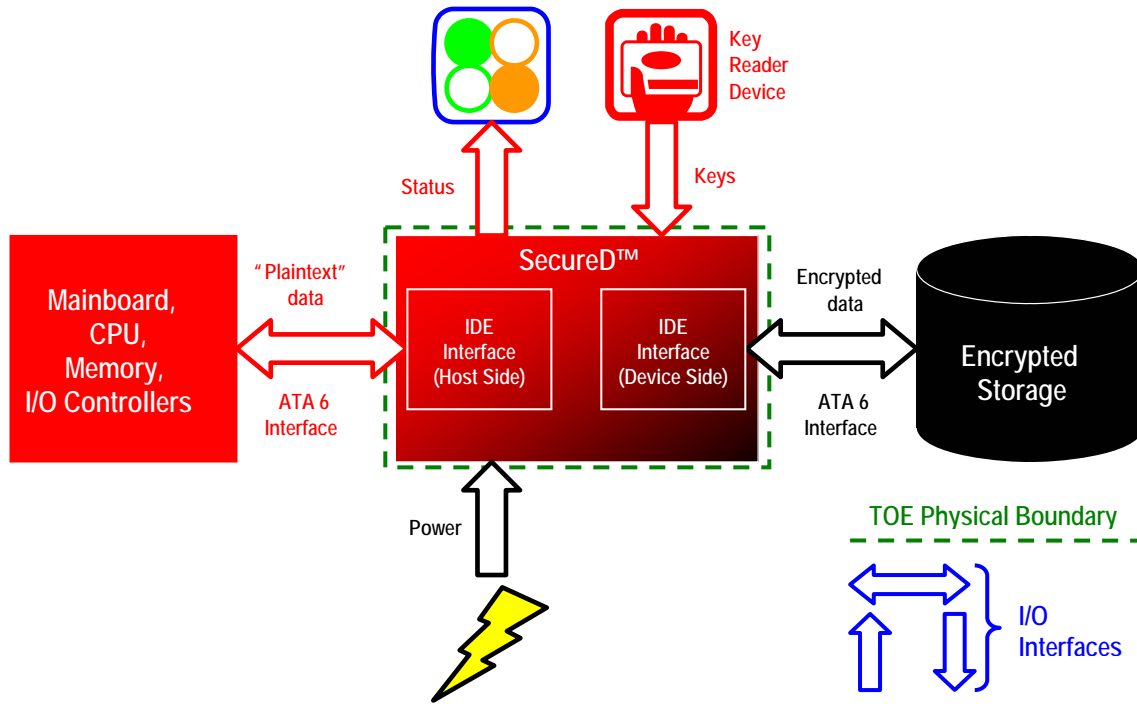 Key
Reader
Device
Status
Keys
SecureD™
"Plaintext"
data
Encrypted
data
Mainboard,
CPU,
Memory,
I/O Controllers
IDE
Interface
(Host Side)
IDE
Interface
(Device Side)
Encrypted
Storage
ATA 6
Interface
ATA 6
Interface
Power
TOE Physical Boundary
I/O
Interfaces